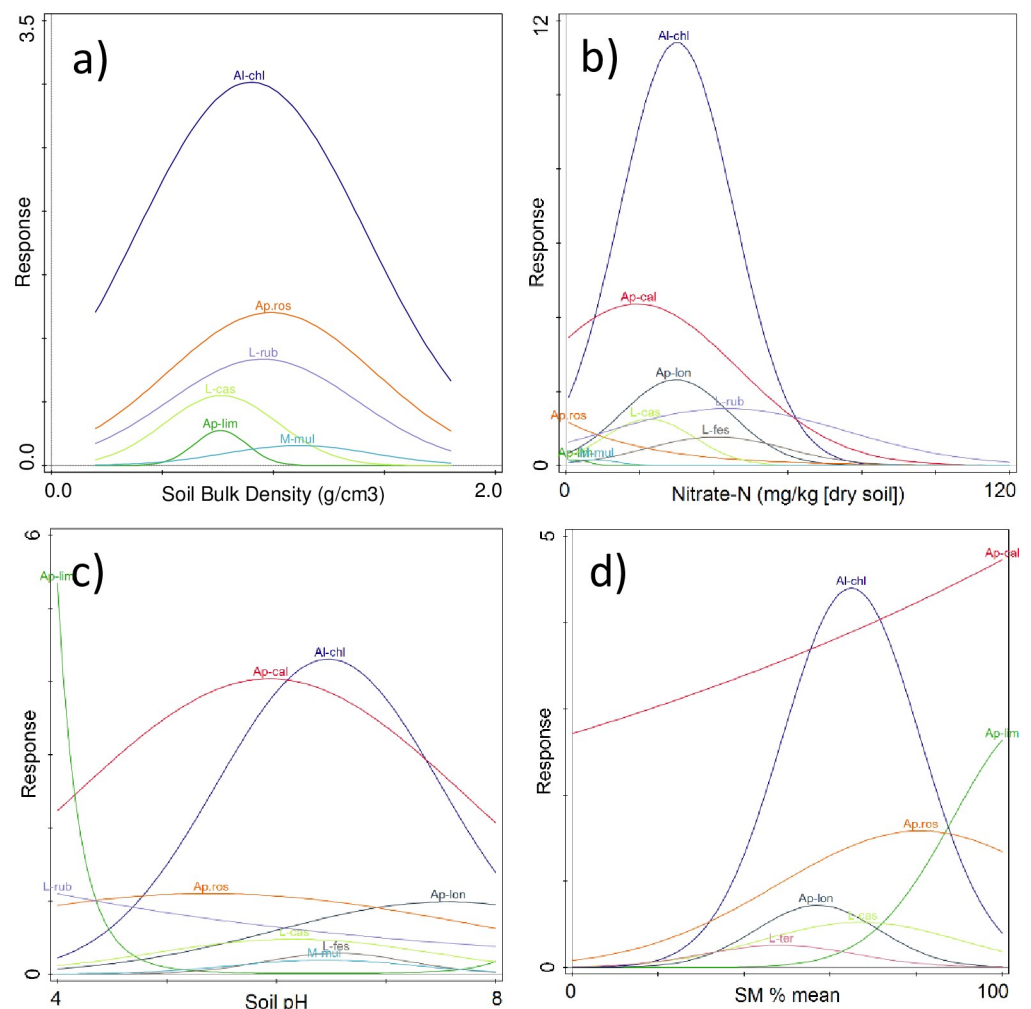 3.5
a)
Al-chl
Ap.ros
L-rub
L-cas
Ap-lim
M-mul
Response
0.0
0.0
Soil Bulk Density (g/cm3)
2.0
12
b)
Al-chl
Ap-cal
Ap-lon
L-rub
Ap.ros
L-cas
L-fes
Ap-lim
M-mul
Response
0
0
Nitrate-N (mg/kg [dry soil])
120
6
c)
Ap-lim
Al-chl
Ap-cal
L-rub
Ap.ros
Ap-lon
L-cas
L-fes
M-mul
Response
0
4
Soil pH
8
5
d)
Ap-cal
Al-chl
Ap-lim
Ap.ros
Ap-lon
L-cas
L-ter
Response
0
0
SM % mean
100